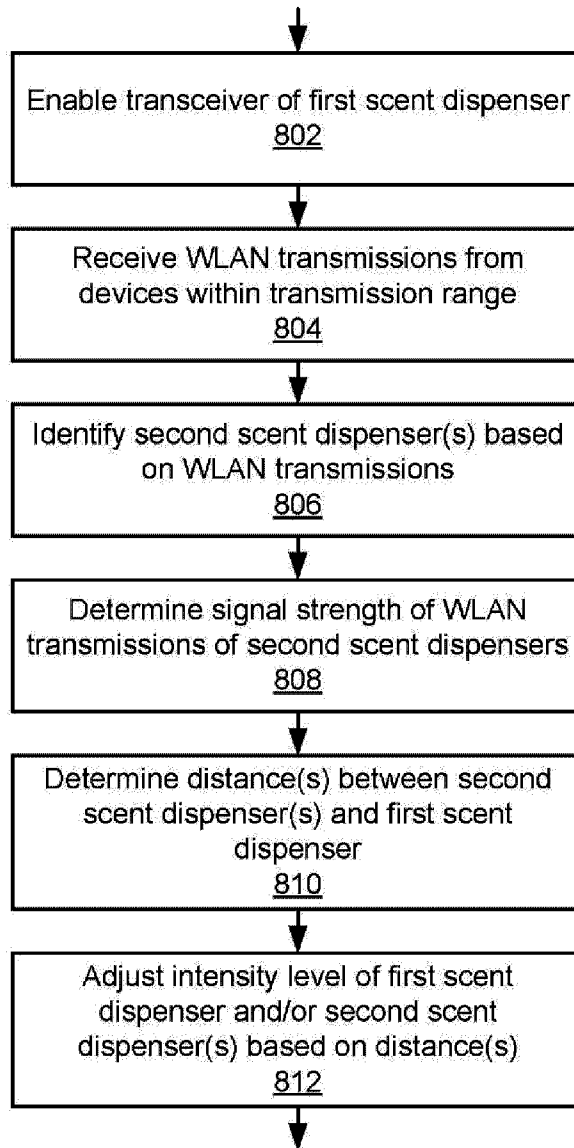 Enable transceiver of first scent dispenser
802
Receive WLAN transmissions from
devices within transmission range
804
Identify second scent dispenser(s) based
on WLAN transmissions
806
Determine signal strength of WLAN
transmissions of second scent dispensers
808
Determine distance(s) between second
scent dispenser(s) and first scent
dispenser
810
Adjust intensity level of first scent
dispenser and/or second scent
dispenser(s) based on distance(s)
812